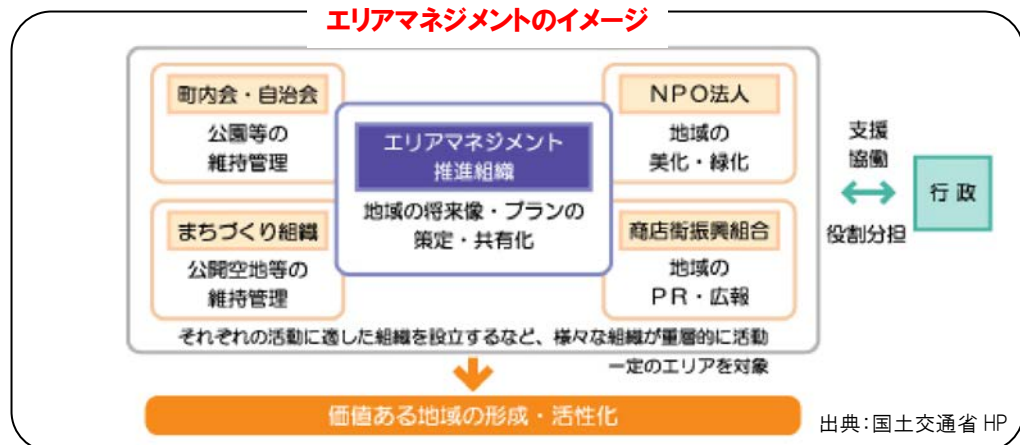 エリアマネジメントのイメージ
町内会・自治会
公園等の
維持管理
エリアマネジメント
推進組織
地域の将来像・プランの
策定・共有化
NPO法人
地域の
美化・緑化
まちづくり組織
公開空地等の
維持管理
商店街振興組合
地域の
PR・広報
支援
協働
役割分担
行政
それぞれの活動に適した組織を設立するなど、様々な組織が重層的に活動
一定のエリアを対象
価値ある地域の形成・活性化
出典：国土交通省 HP